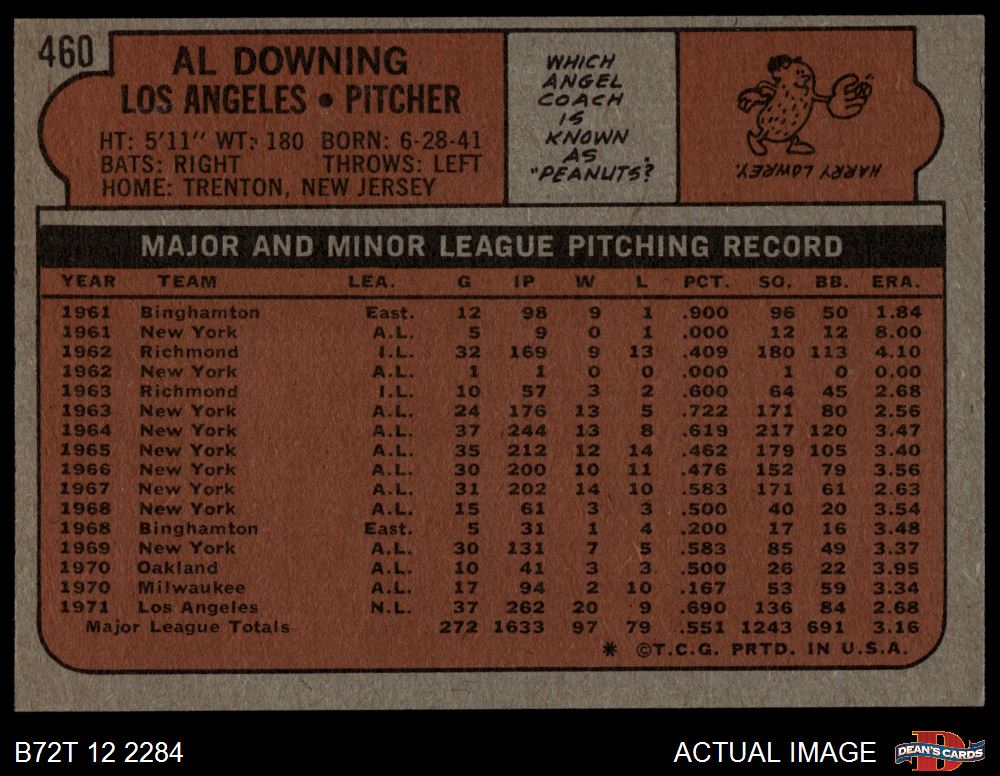 460
AL DOWNING
LOS ANGELES • PITCHER
HT: 5'11" WT: 180 BORN: 6-28-41
BATS: RIGHT THROWS: LEFT
HOME: TRENTON, NEW JERSEY
WHICH
ANGEL
COACH
IS
KNOWN
AS
"PEANUTS?
HARRY LOWREY.
MAJOR AND MINOR LEAGUE PITCHING RECORD
YEAR TEAM LEA. G IP W L PCT. SO. BB. ERA.
1961 Binghamton East. 12 98 9 1 .900 96 50 1.84
1961 New York A.L. 5 9 0 1 .000 12 12 8.00
1962 Richmond I.L. 32 169 9 13 .409 180 113 4.10
1962 New York A.L. 1 1 0 0 .000 1 0 0.00
1963 Richmond I.L. 10 57 3 2 .600 64 45 2.68
1963 New York A.L. 24 176 13 5 .722 171 80 2.56
1964 New York A.L. 37 244 13 8 .619 217 120 3.47
1965 New York A.L. 35 212 12 14 .462 179 105 3.40
1966 New York A.L. 30 200 10 11 .476 152 79 3.56
1967 New York A.L. 31 202 14 10 .583 171 61 2.63
1968 New York A.L. 15 61 3 3 .500 40 20 3.54
1968 Binghamton East. 5 31 1 4 .200 17 16 3.48
1969 New York A.L. 30 131 7 5 .583 85 49 3.37
1970 Oakland A.L. 10 41 3 3 .500 26 22 3.95
1970 Milwaukee A.L. 17 94 2 10 .167 53 59 3.34
1971 Los Angeles N.L. 37 262 20 9 .690 136 84 2.68
Major League Totals 272 1633 97 79 .551 1243 691 3.16
* ©T.C.G. PRTD. IN U.S.A.
B72T 12 2284
ACTUAL IMAGE
DEAN'S CARDS